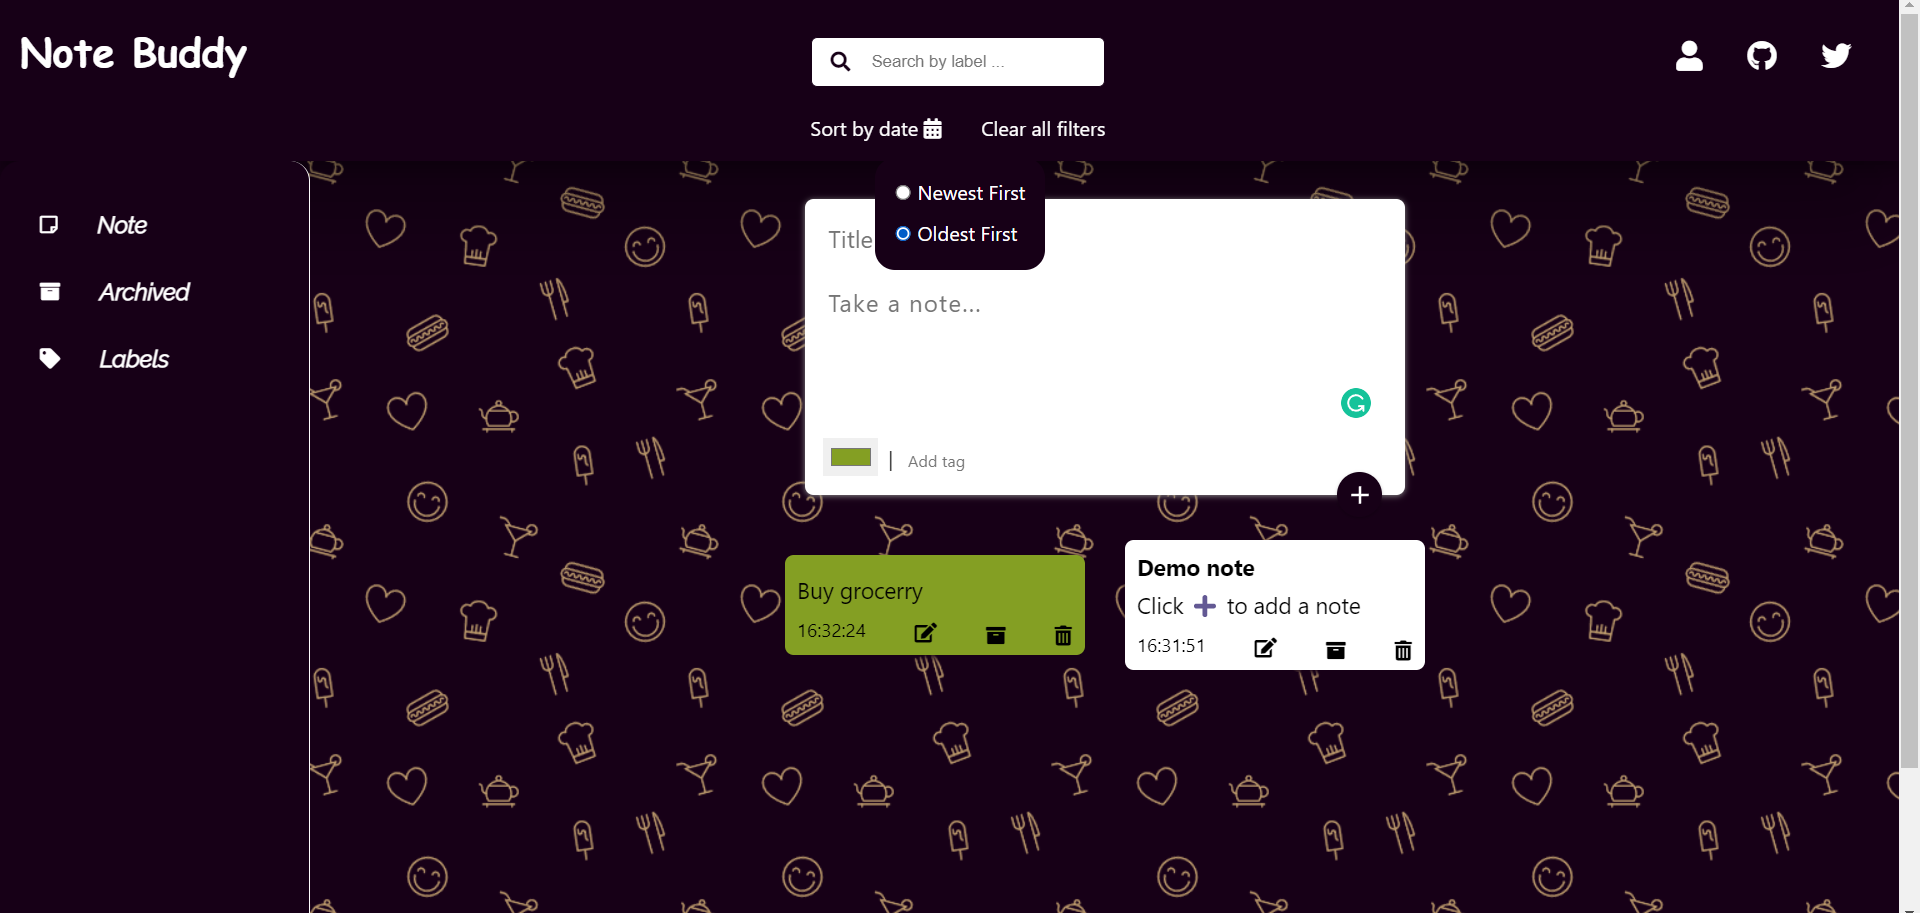 Note Buddy
Search by label ...
Sort by date
Clear all filters
Note
Archived
Labels
Newest First
Oldest First
Title
Take a note...
| Add tag
Buy grocerry
16:32:24
Demo note
Click + to add a note
16:31:51